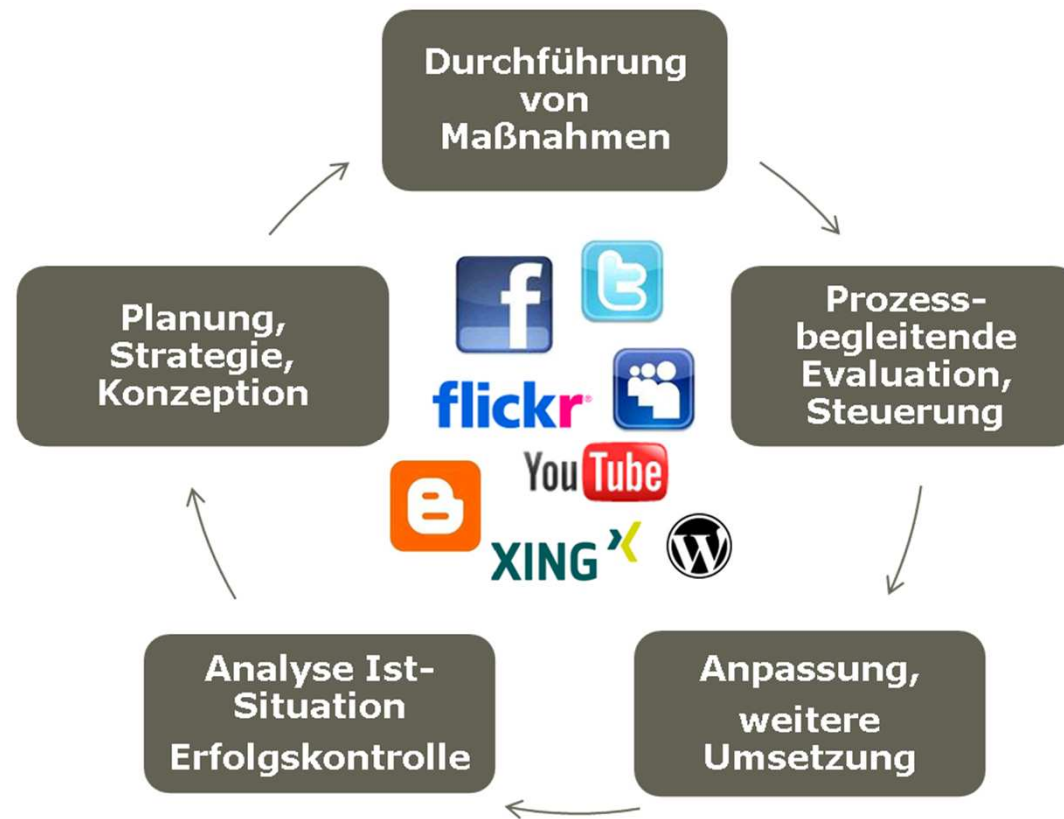 Durchführung
von
Maßnahmen
Prozess-
begleitende
Evaluation,
Steuerung
Anpassung,
weitere
Umsetzung
Analyse Ist-
Situation
Erfolgskontrolle
Planung,
Strategie,
Konzeption
f
t
flickr®
YouTube
B
XING
W